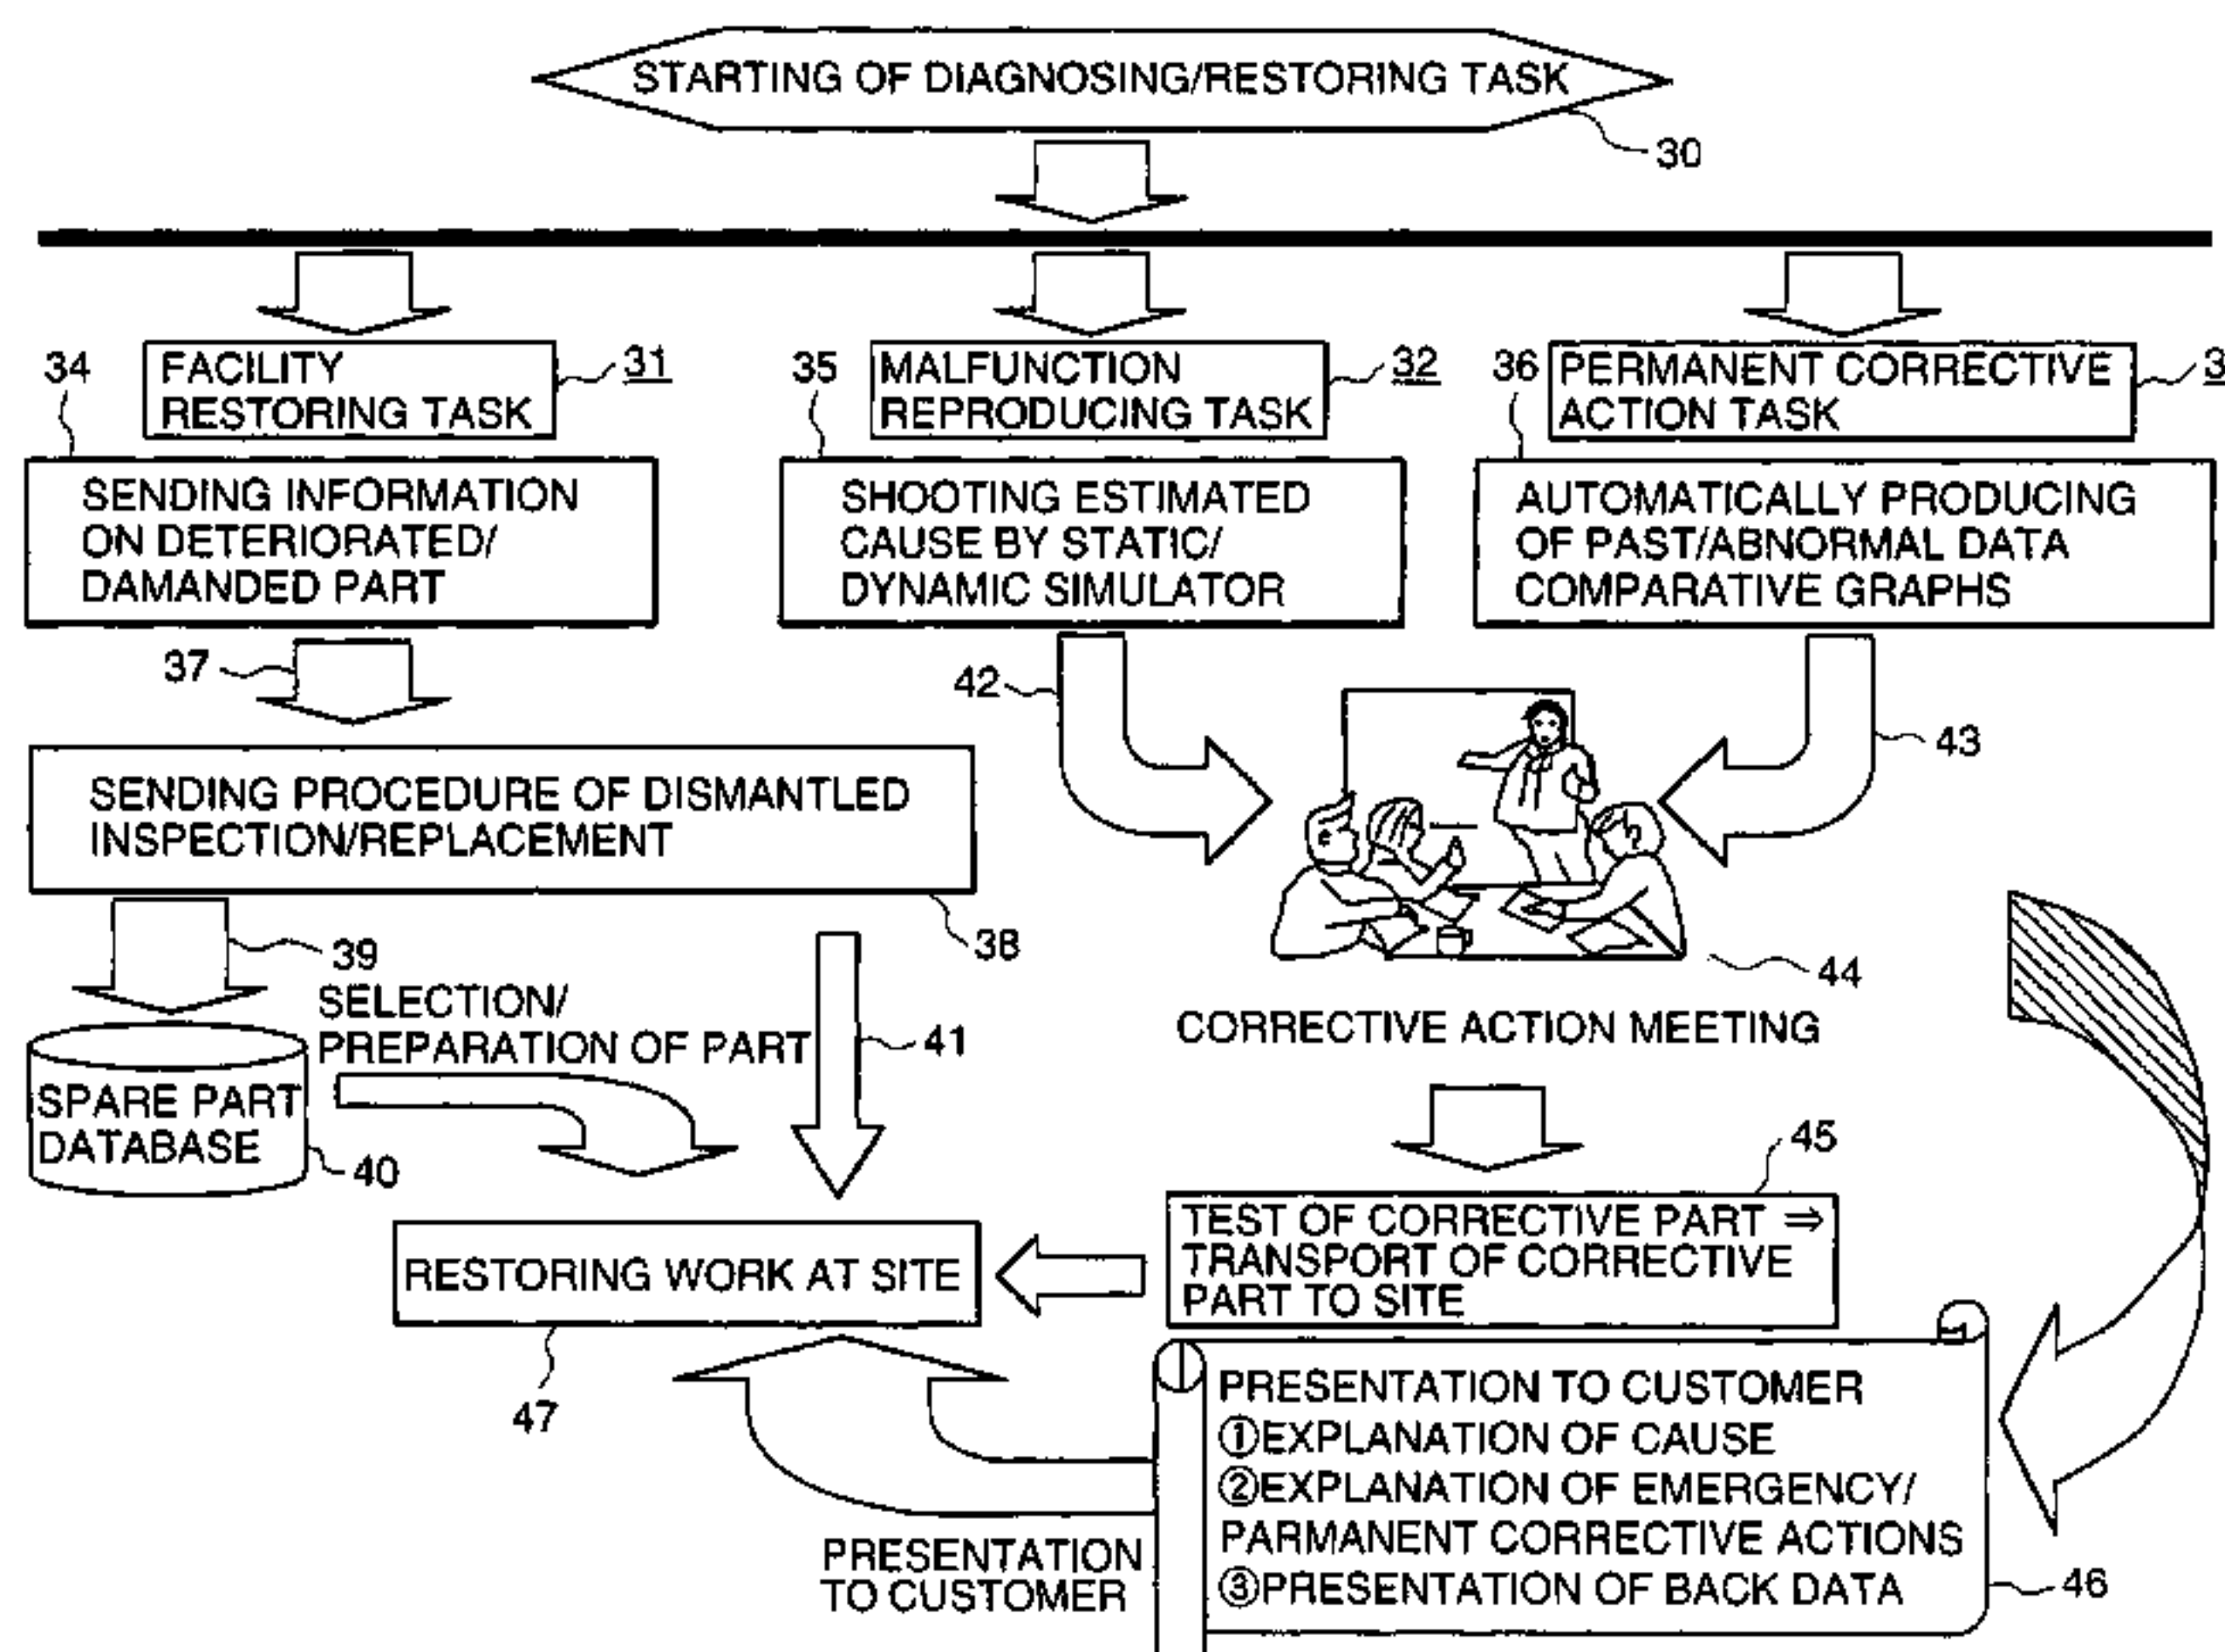 STARTING OF DIAGNOSING/RESTORING TASK
30
34
FACILITY
RESTORING TASK
31
35
MALFUNCTION
REPRODUCING TASK
32
36
PERMANENT CORRECTIVE
ACTION TASK
3
SENDING INFORMATION
ON DETERIORATED/
DAMANDED PART
SHOOTING ESTIMATED
CAUSE BY STATIC/
DYNAMIC SIMULATOR
AUTOMATICALLY PRODUCING
OF PAST/ABNORMAL DATA
COMPARATIVE GRAPHS
37
42
43
SENDING PROCEDURE OF DISMANTLED
INSPECTION/REPLACEMENT
38
39
44
SELECTION/
PREPARATION OF PART
41
CORRECTIVE ACTION MEETING
SPARE PART
DATABASE
40
45
TEST OF CORRECTIVE PART ⇒
TRANSPORT OF CORRECTIVE
PART TO SITE
RESTORING WORK AT SITE
47
PRESENTATION TO CUSTOMER
①EXPLANATION OF CAUSE
②EXPLANATION OF EMERGENCY/
PARMANENT CORRECTIVE ACTIONS
③PRESENTATION OF BACK DATA
46
PRESENTATION
TO CUSTOMER